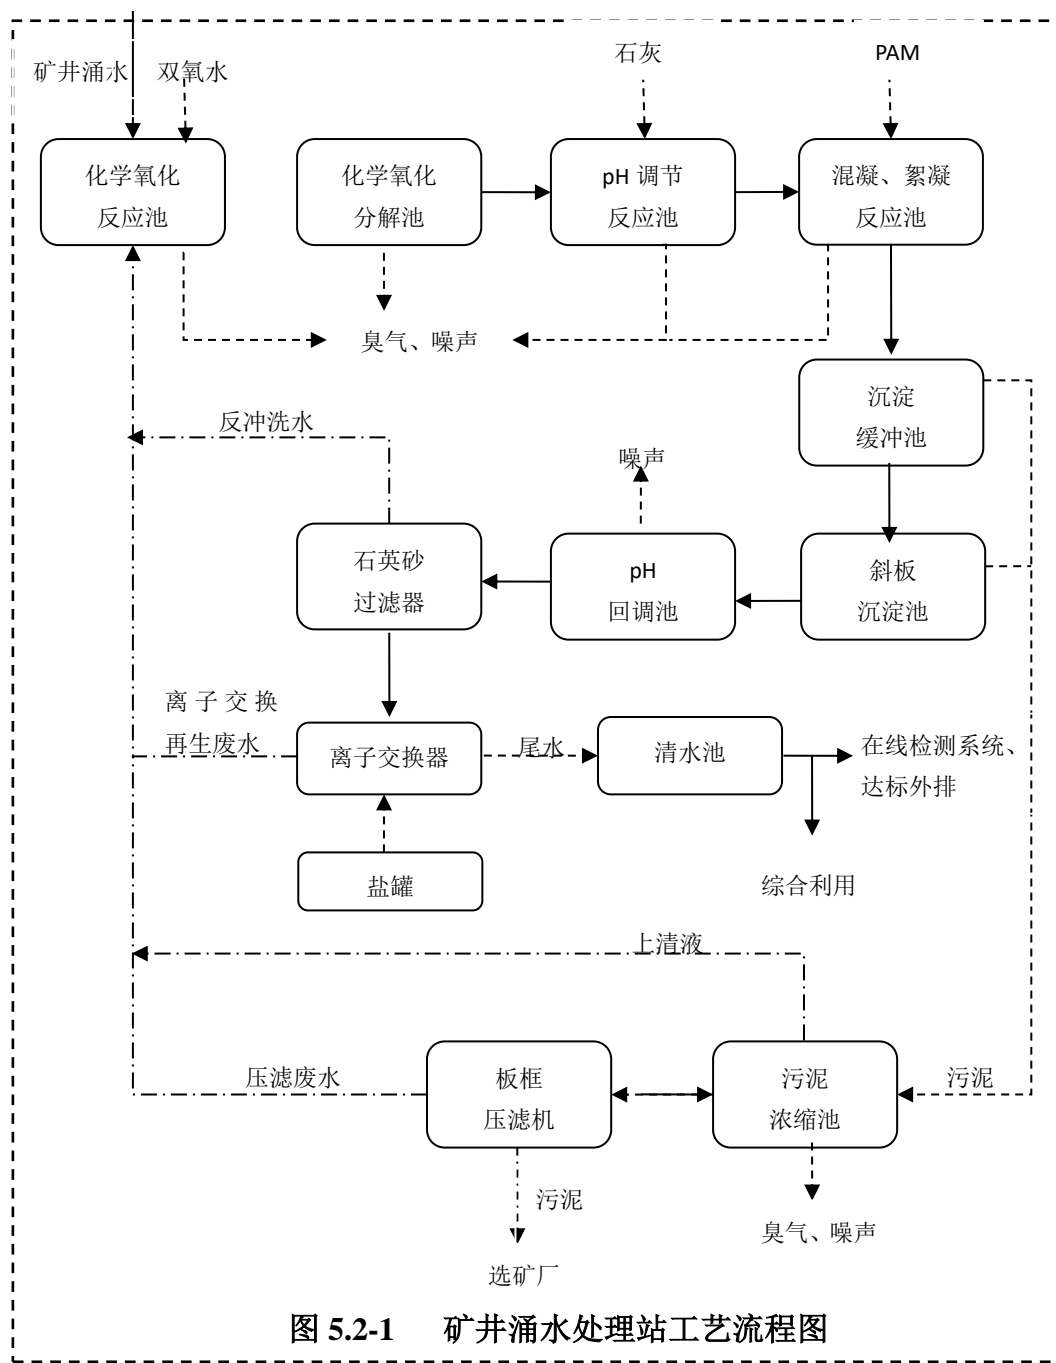 矿井涌水
双氧水
石灰
PAM
化学氧化
反应池
化学氧化
分解池
pH 调节
反应池
混凝、絮凝
反应池
臭气、噪声
沉淀
缓冲池
反冲洗水
噪声
石英砂
过滤器
pH
回调池
斜板
沉淀池
离子交换
再生废水
离子交换器
尾水
清水池
在线检测系统、
达标外排
盐罐
综合利用
上清液
压滤废水
板框
压滤机
污泥
浓缩池
污泥
污泥
臭气、噪声
选矿厂
图 5.2-1 矿井涌水处理站工艺流程图